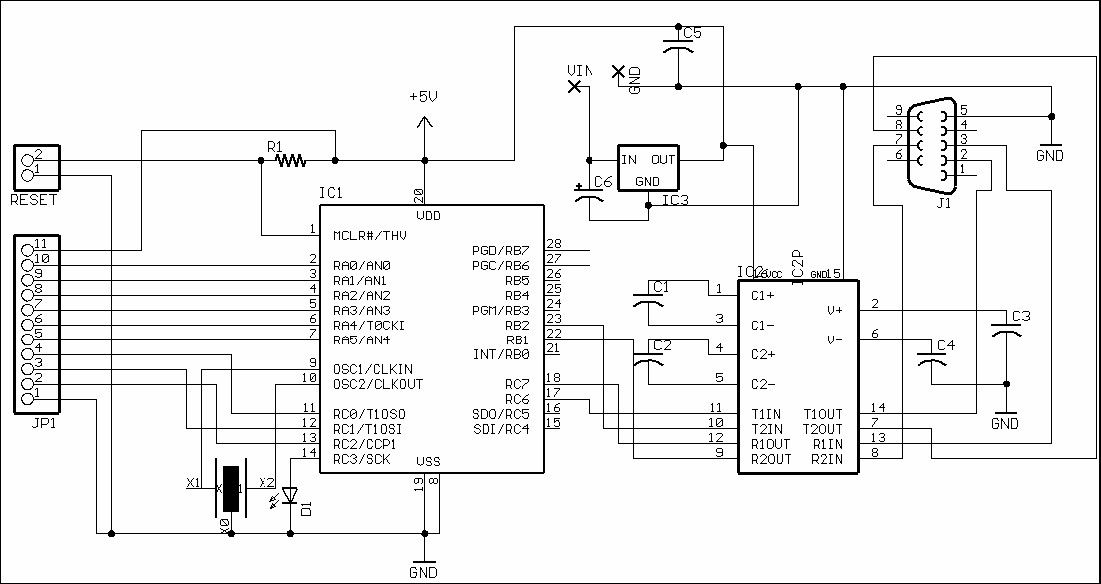 C5
VIN
GND
+5V
9
8
7
6
5
4
3
2
1
J1
GND
2
1
RESET
R1
IN OUT
GND
IC3
C6
IC1
20
VDD
1 MCLR#/THV
2 RA0/AN0
3 RA1/AN1
4 RA2/AN2
5 RA3/AN3
6 RA4/T0CKI
7 RA5/AN4
9 OSC1/CLKIN
10 OSC2/CLKOUT
11 RC0/T1OSO
12 RC1/T1OSI
13 RC2/CCP1
14 RC3/SCK
VSS
19
8
PGD/RB7 28
PGC/RB6 27
RB5 26
RB4 25
PGM/RB3 24
RB2 23
RB1 22
INT/RB0 21
RC7 18
RC6 17
SDO/RC5 16
SDI/RC4 15
11
10
9
8
7
6
5
4
3
2
1
JP1
X1
X2
X0
D1
GND
C1
C2
IC2
IC2P
16VCC
GND15
1 C1+
3 C1-
4 C2+
5 C2-
11 T1IN
10 T2IN
12 R1OUT
9 R2OUT
V+ 2
V- 6
T1OUT 14
T2OUT 7
R1IN 13
R2IN 8
C3
C4
GND